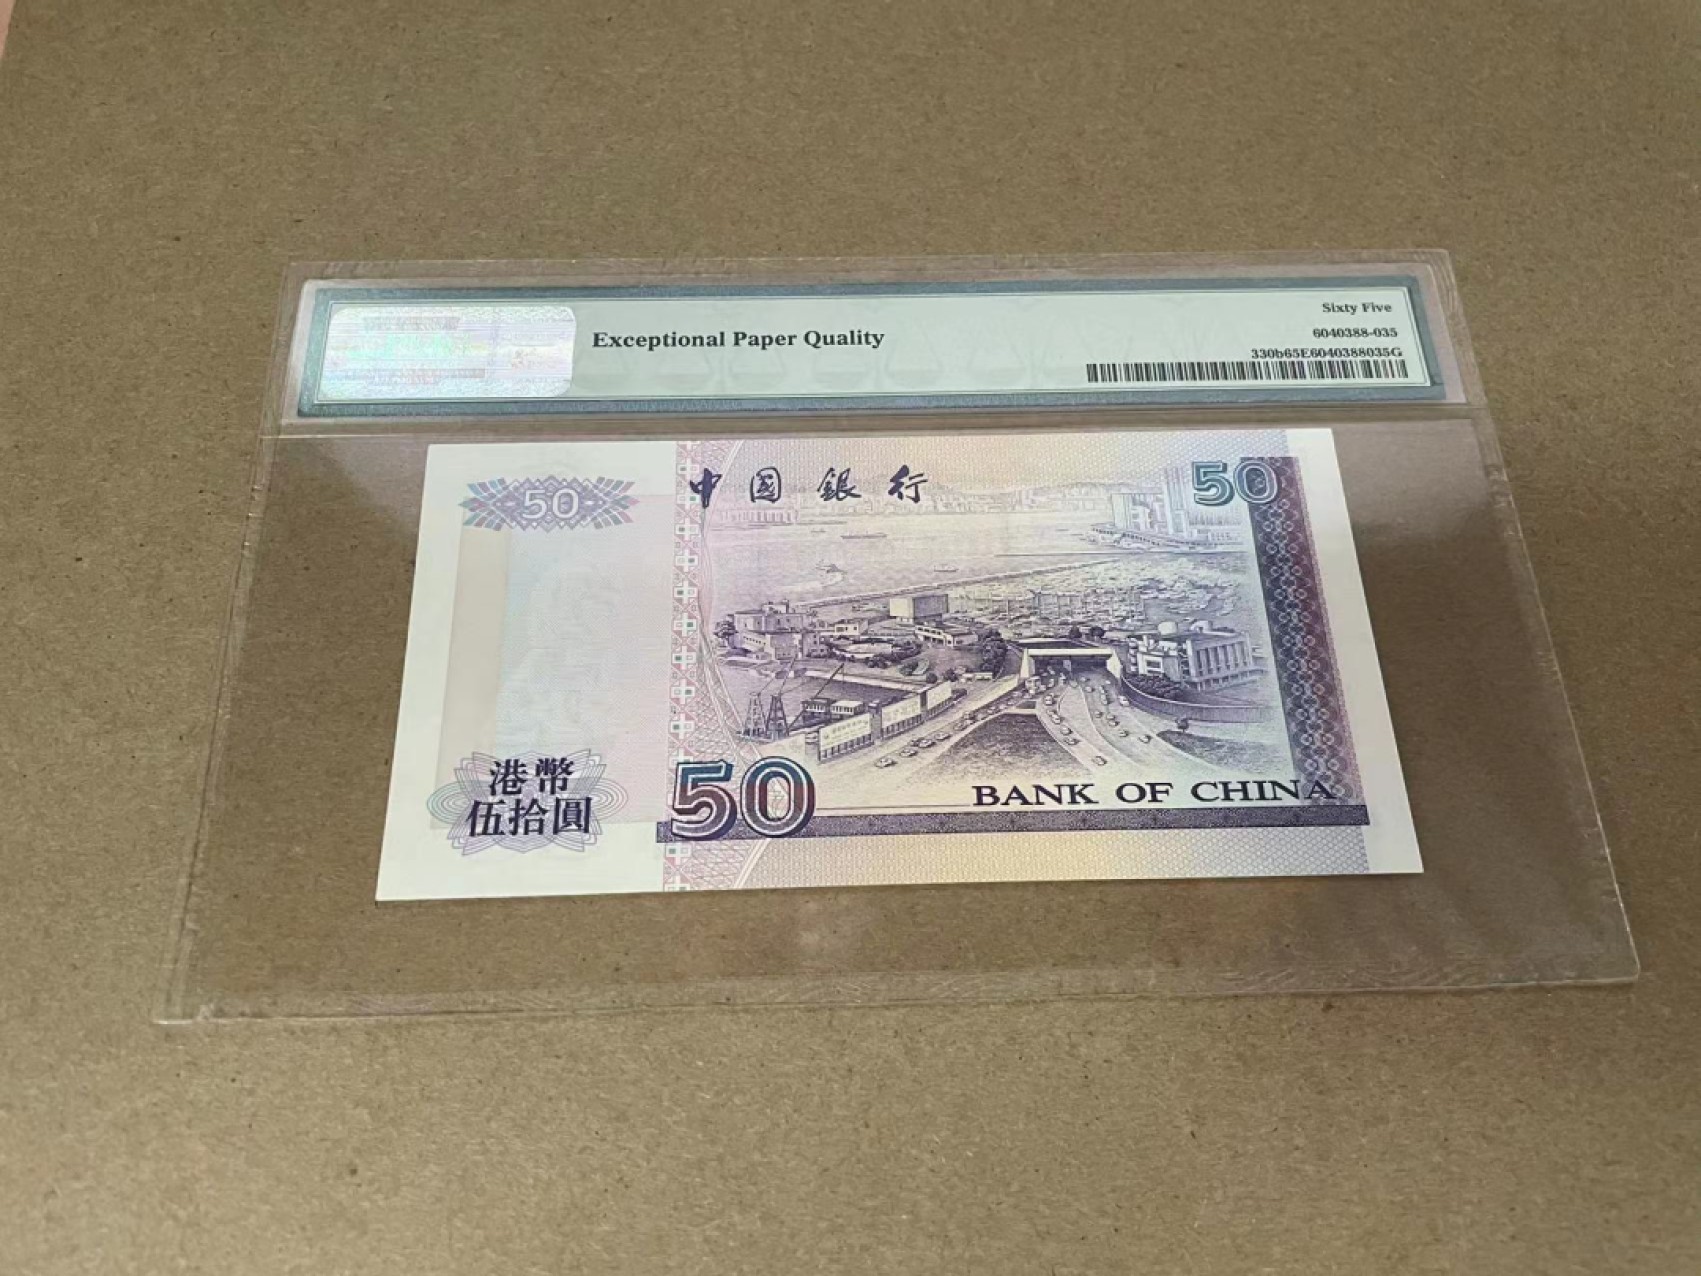 Exceptional Paper Quality
Sixty Five
6040388-035
330b65E6040388035G
50
中國銀行
50
港幣
伍拾圓
50
BANK OF CHINA